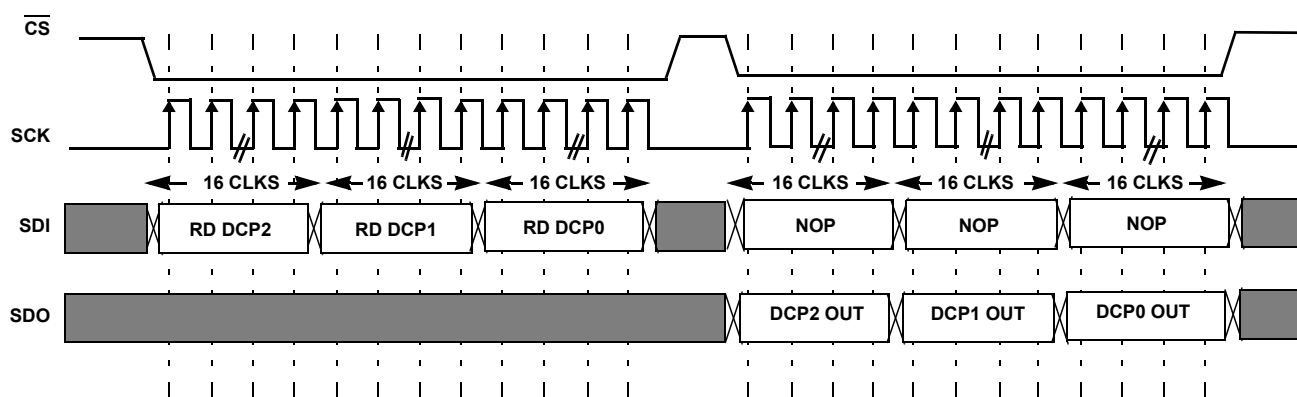 CS
SCK
16 CLKS 16 CLKS 16 CLKS 16 CLKS 16 CLKS 16 CLKS
SDI RD DCP2 RD DCP1 RD DCP0 NOP NOP NOP
SDO DCP2 OUT DCP1 OUT DCP0 OUT